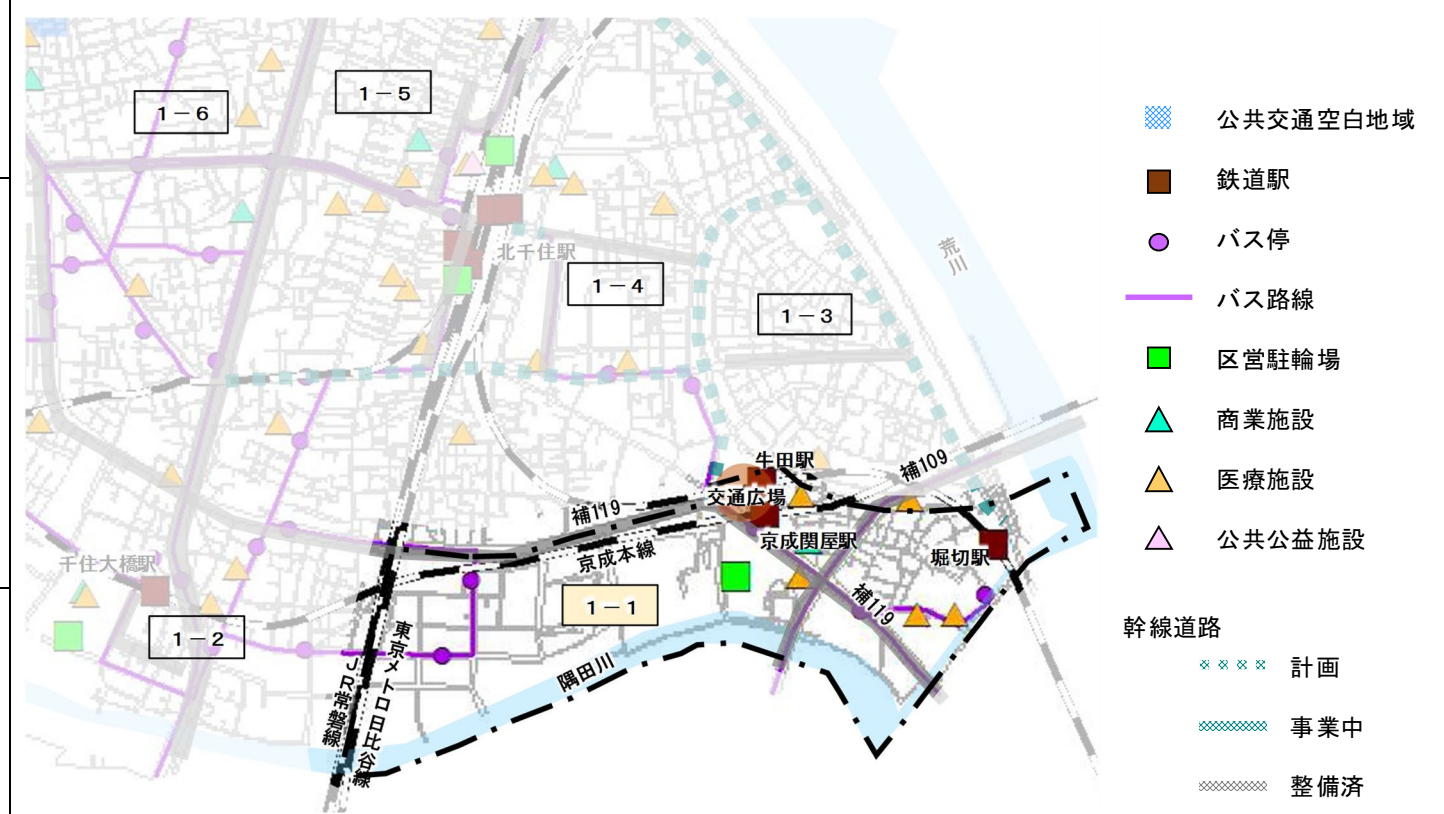 1－6
1－5
北千住駅
1－4
1－3
荒川
牛田駅
補109
交通広場
補119
京成本線
京成関屋駅
堀切駅
千住大橋駅
1－1
補119
1－2
隅田川
東京メトロ日比谷線
JR常磐線
公共交通空白地域
鉄道駅
バス停
バス路線
区営駐輪場
商業施設
医療施設
公共公益施設
幹線道路
計画
事業中
整備済